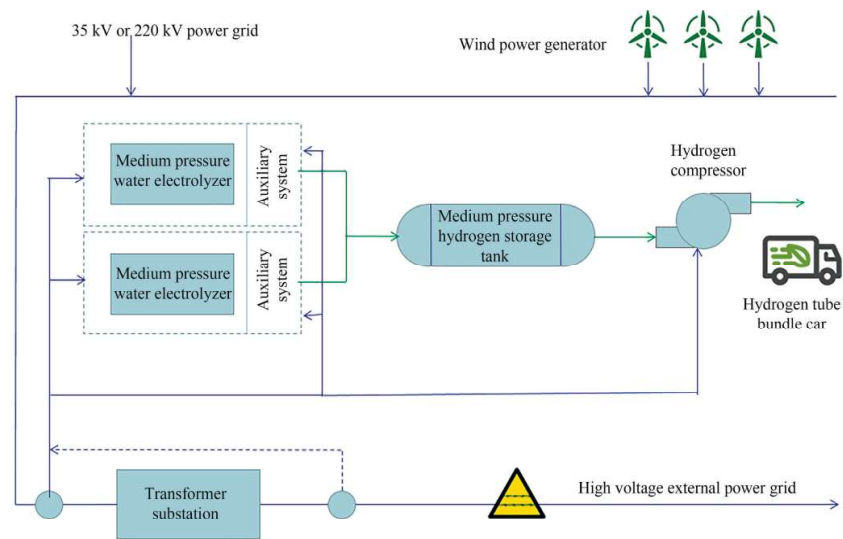 35 kV or 220 kV power grid
Wind power generator
Medium pressure
water electrolyzer
Auxiliary
system
Medium pressure
water electrolyzer
Auxiliary
system
Medium pressure
hydrogen storage
tank
Hydrogen
compressor
Hydrogen tube
bundle car
Transformer
substation
High voltage external power grid